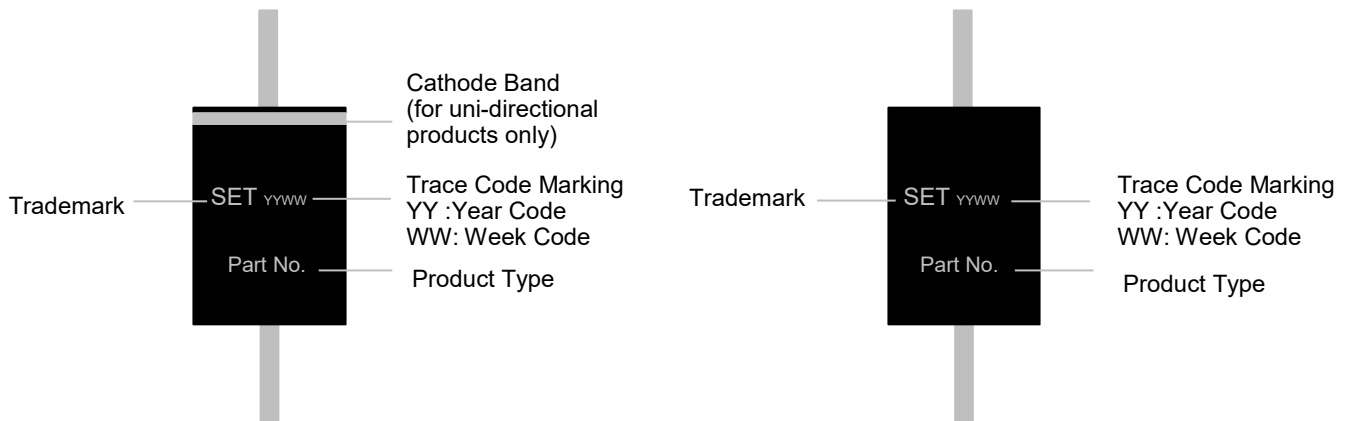 Cathode Band
(for uni-directional
products only)
Trademark
SET YYWW
Trace Code Marking
YY :Year Code
WW: Week Code
Part No.
Product Type
Trademark
SET YYWW
Trace Code Marking
YY :Year Code
WW: Week Code
Part No.
Product Type